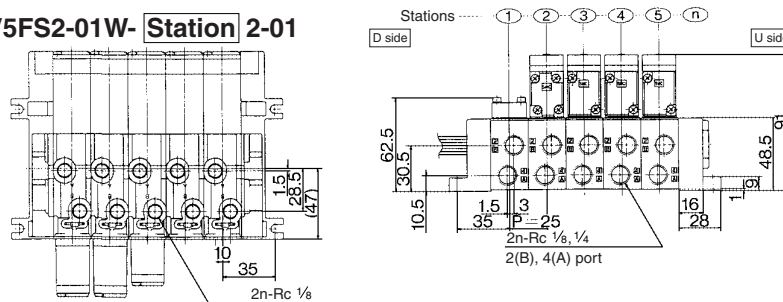 5FS2-01W- Station 2-01
Stations
1 2 3 4 5 n
D side
U side
62.5
30.5
10.5
1.5
28.5
(47)
48.5
9
1
1.5 3
35 P=25
16
28
2n-Rc 1/8, 1/4
2(B), 4(A) port
10
35
2n-Rc 1/8